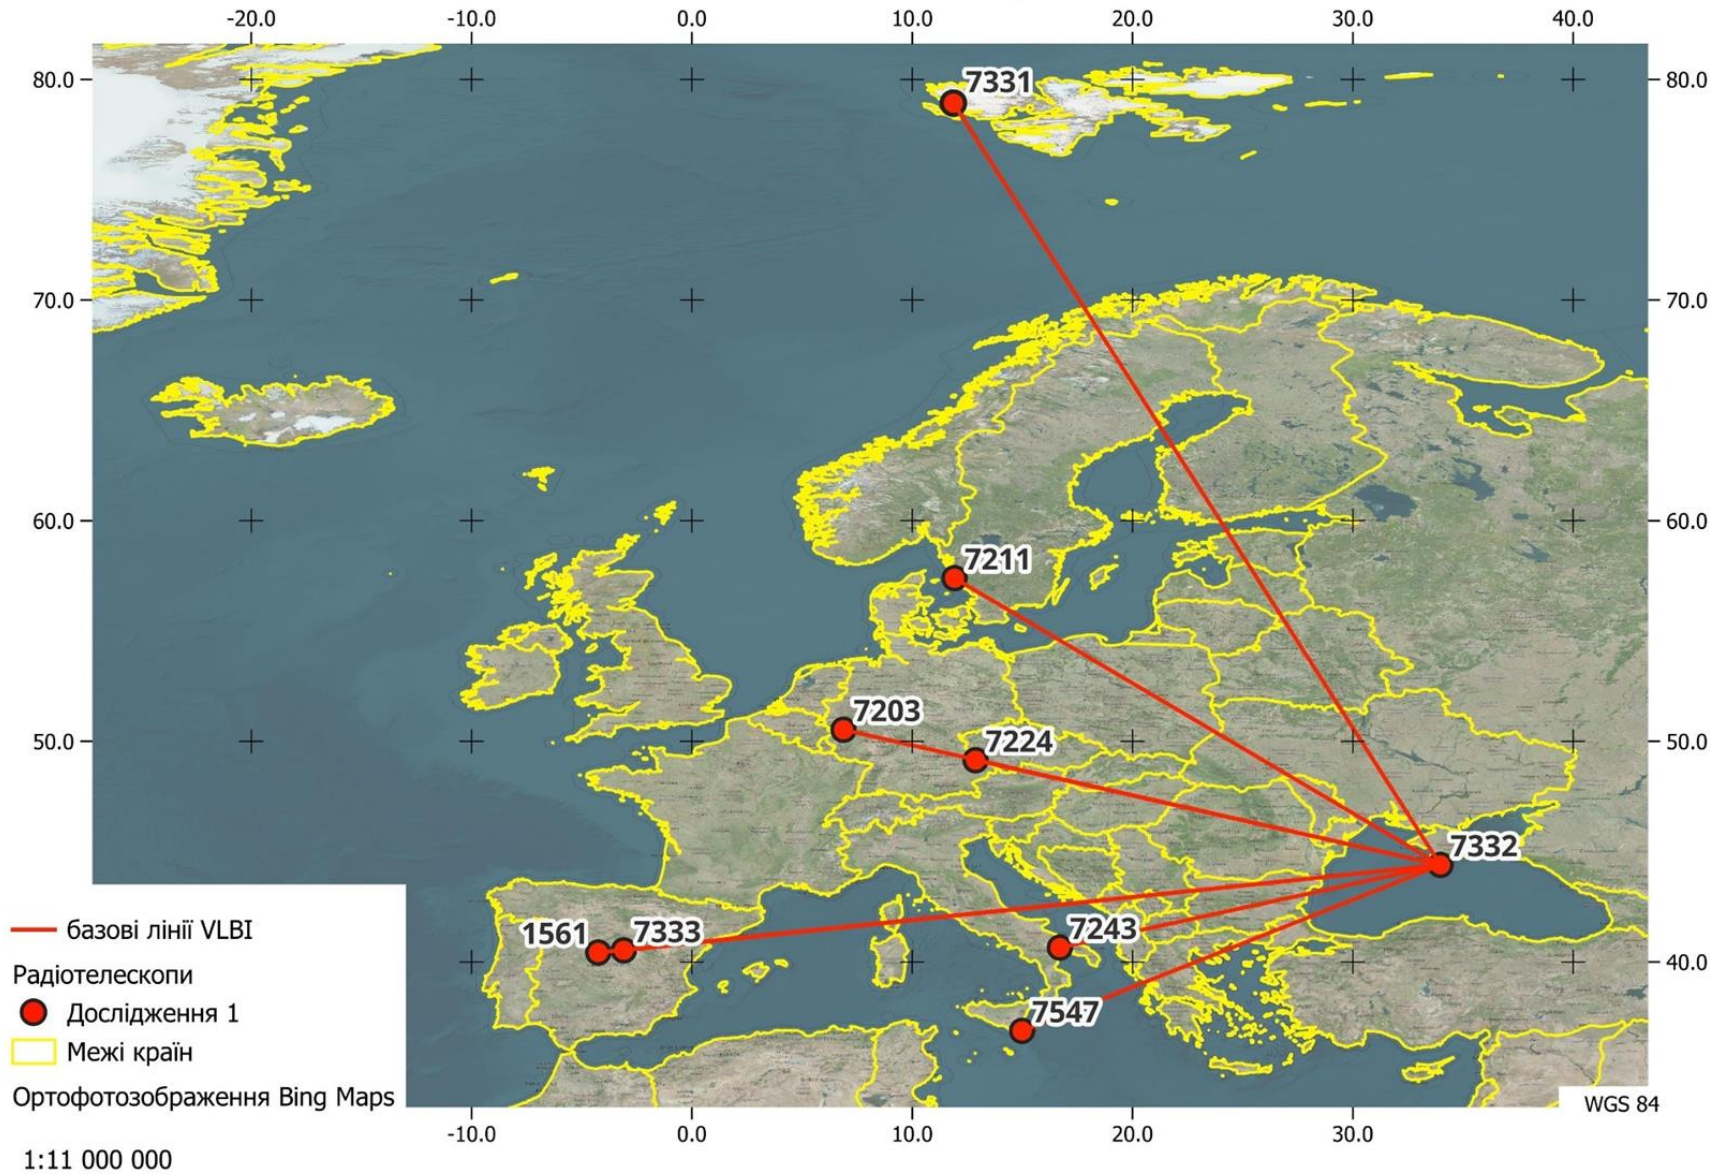 -20.0 -10.0 0.0 10.0 20.0 30.0 40.0
80.0 80.0
7331
70.0 70.0
60.0 60.0
7211
7203
7224
50.0 50.0
7332
1561 7333
7243
40.0
7547
базові лінії VLBI
Радіотелескопи
Дослідження 1
Межі країн
Ортофотозображення Bing Maps
WGS 84
-10.0 0.0 10.0 20.0 30.0
1:11 000 000